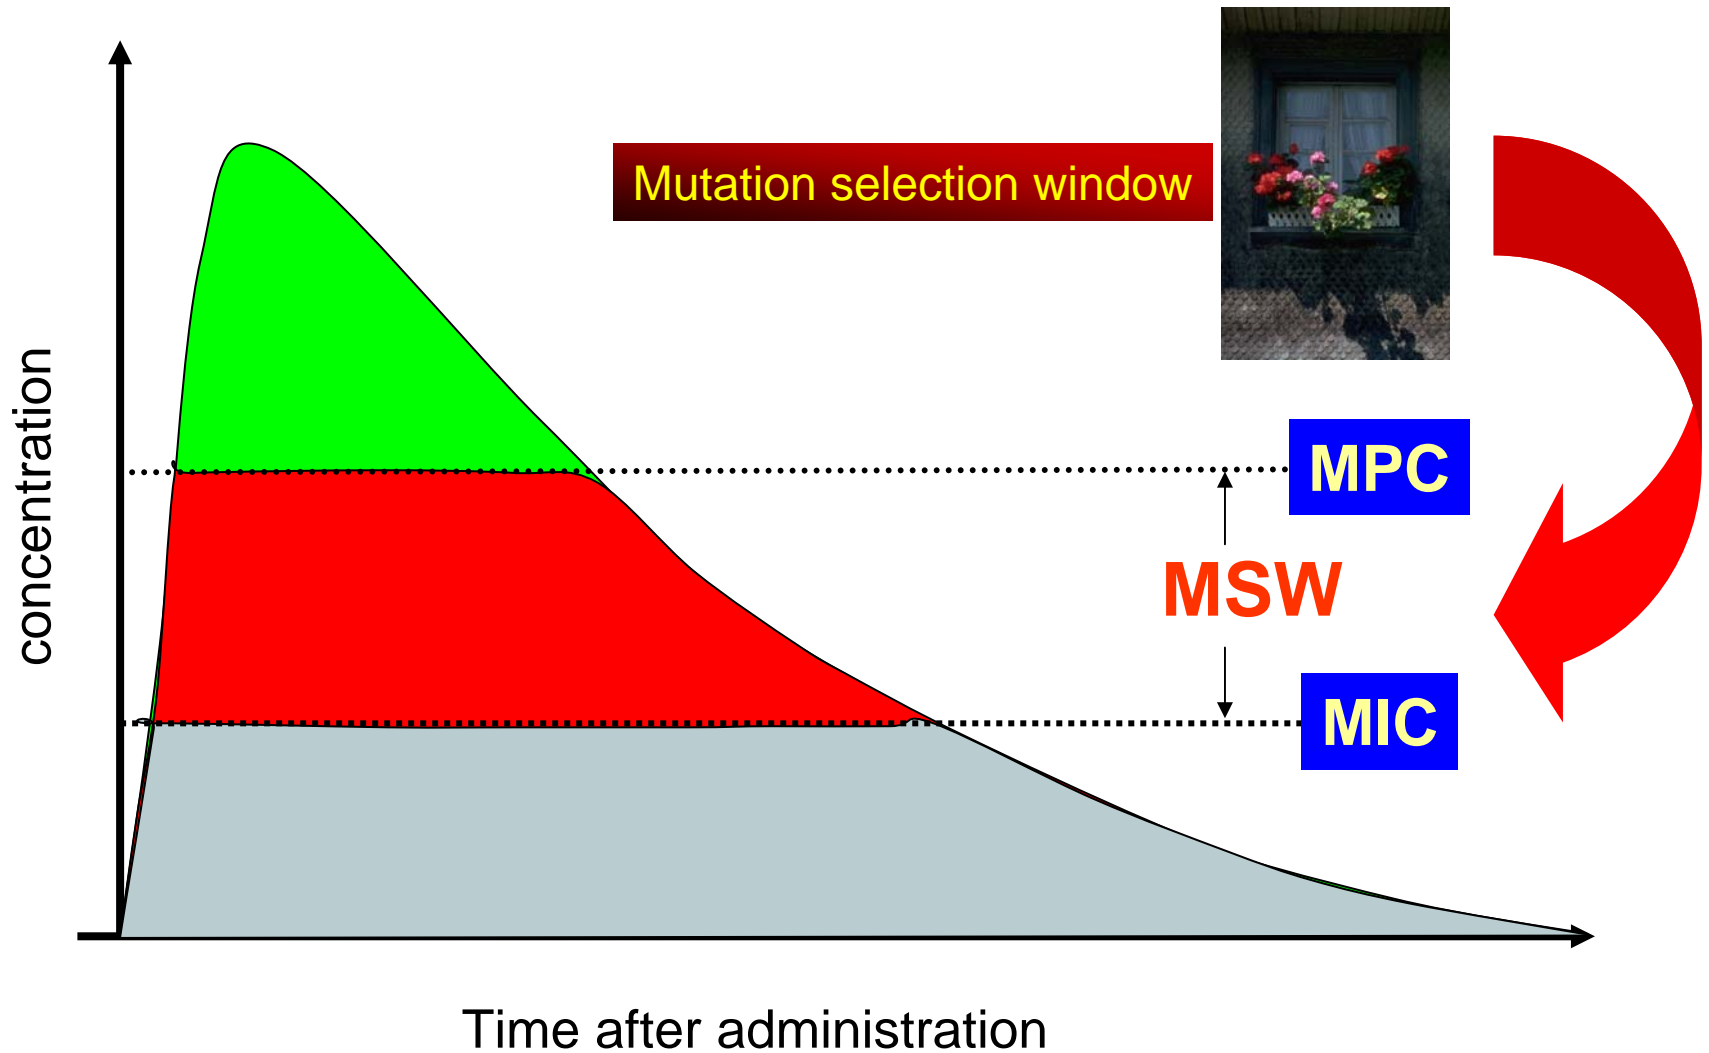 Mutation selection window
concentration
MPC
MSW
MIC
Time after administration